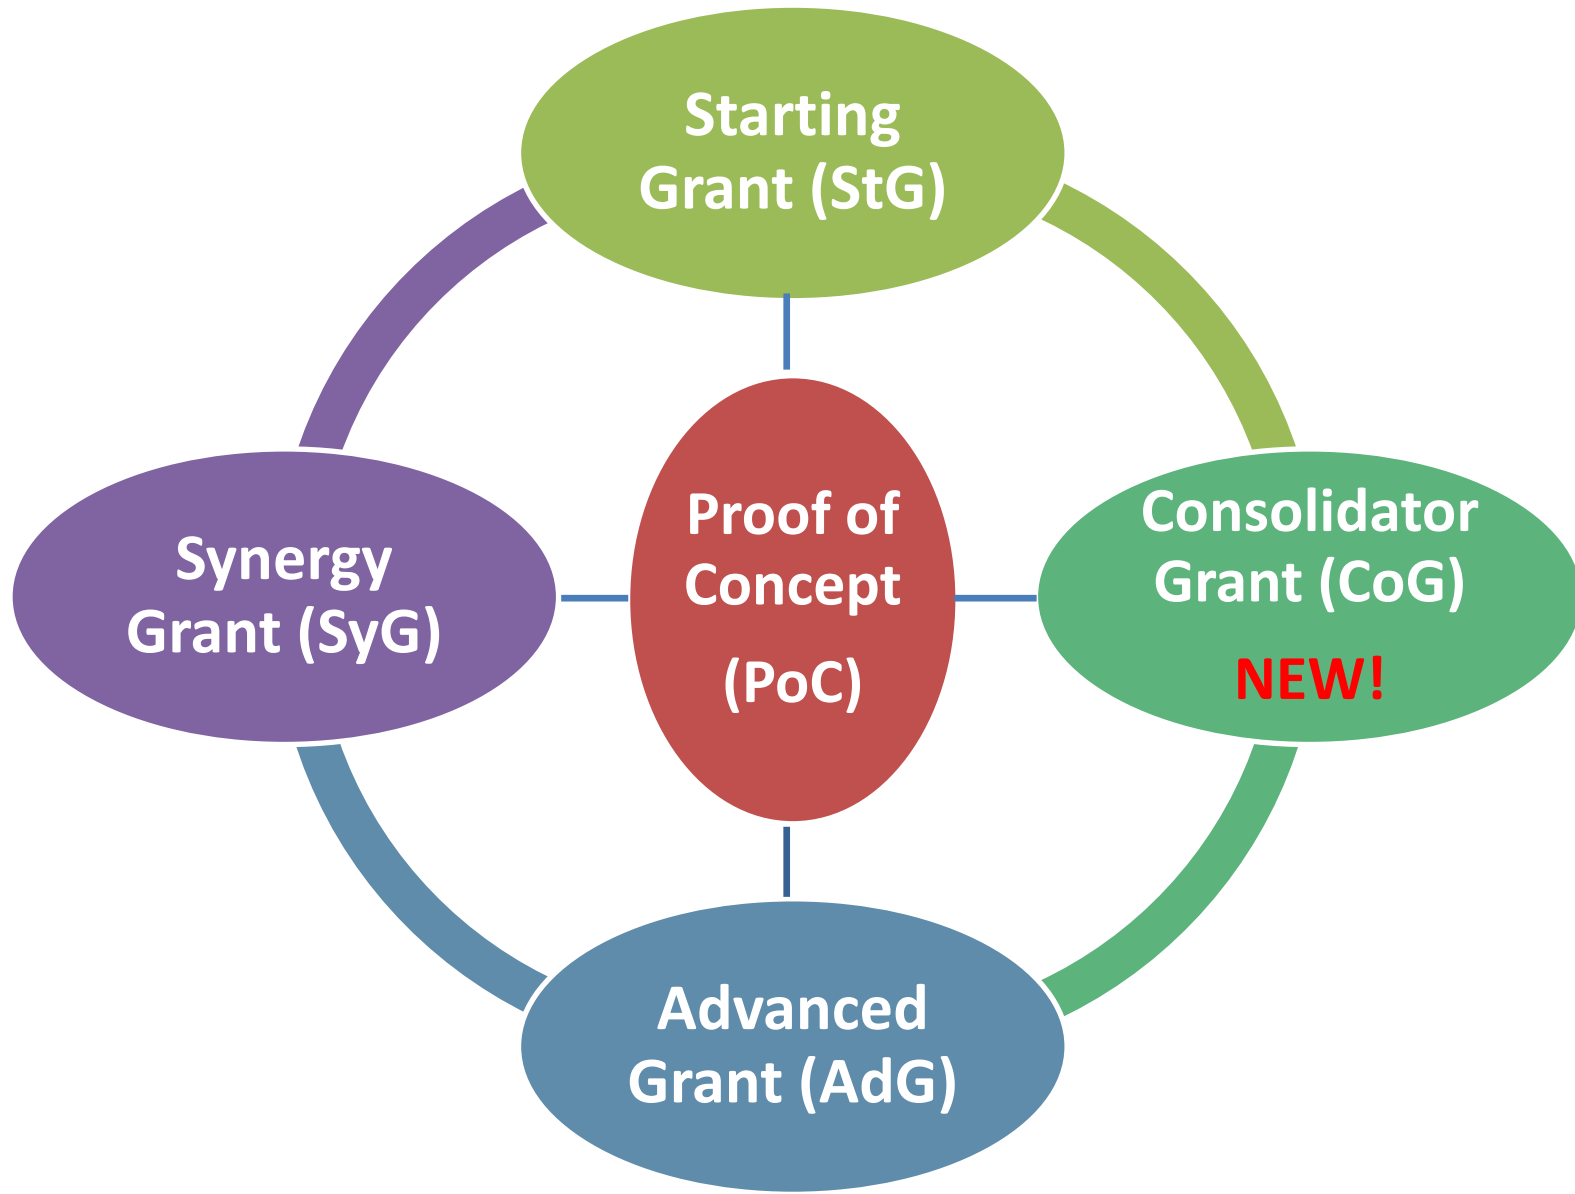 Starting
Grant (StG)
Synergy
Grant (SyG)
Proof of
Concept
(PoC)
Consolidator
Grant (CoG)
NEW!
Advanced
Grant (AdG)